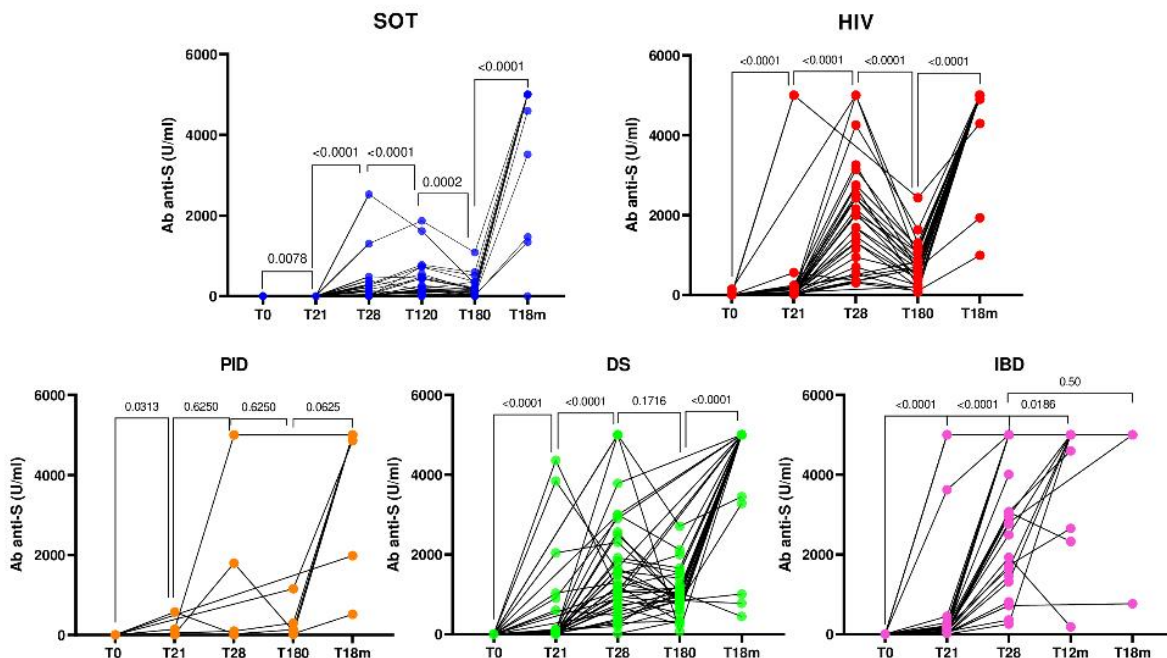 SOT
6000
4000
2000
0
Ab anti-S (U/ml)
0.0078
<0.0001
<0.0001
0.0002
<0.0001
T0 T21 T28 T120 T180 T18m
HIV
6000
4000
2000
0
Ab anti-S (U/ml)
<0.0001 <0.0001 <0.0001 <0.0001
T0 T21 T28 T180 T18m
PID
6000
4000
2000
0
Ab anti-S (U/ml)
0.0313 0.6250 0.6250 0.0625
T0 T21 T28 T180 T18m
DS
6000
4000
2000
0
Ab anti-S (U/ml)
<0.0001 <0.0001 0.1716 <0.0001
T0 T21 T28 T180 T18m
IBD
6000
4000
2000
0
Ab anti-S (U/ml)
0.50
<0.0001 <0.0001 0.0186
T0 T21 T28 T12m T18m